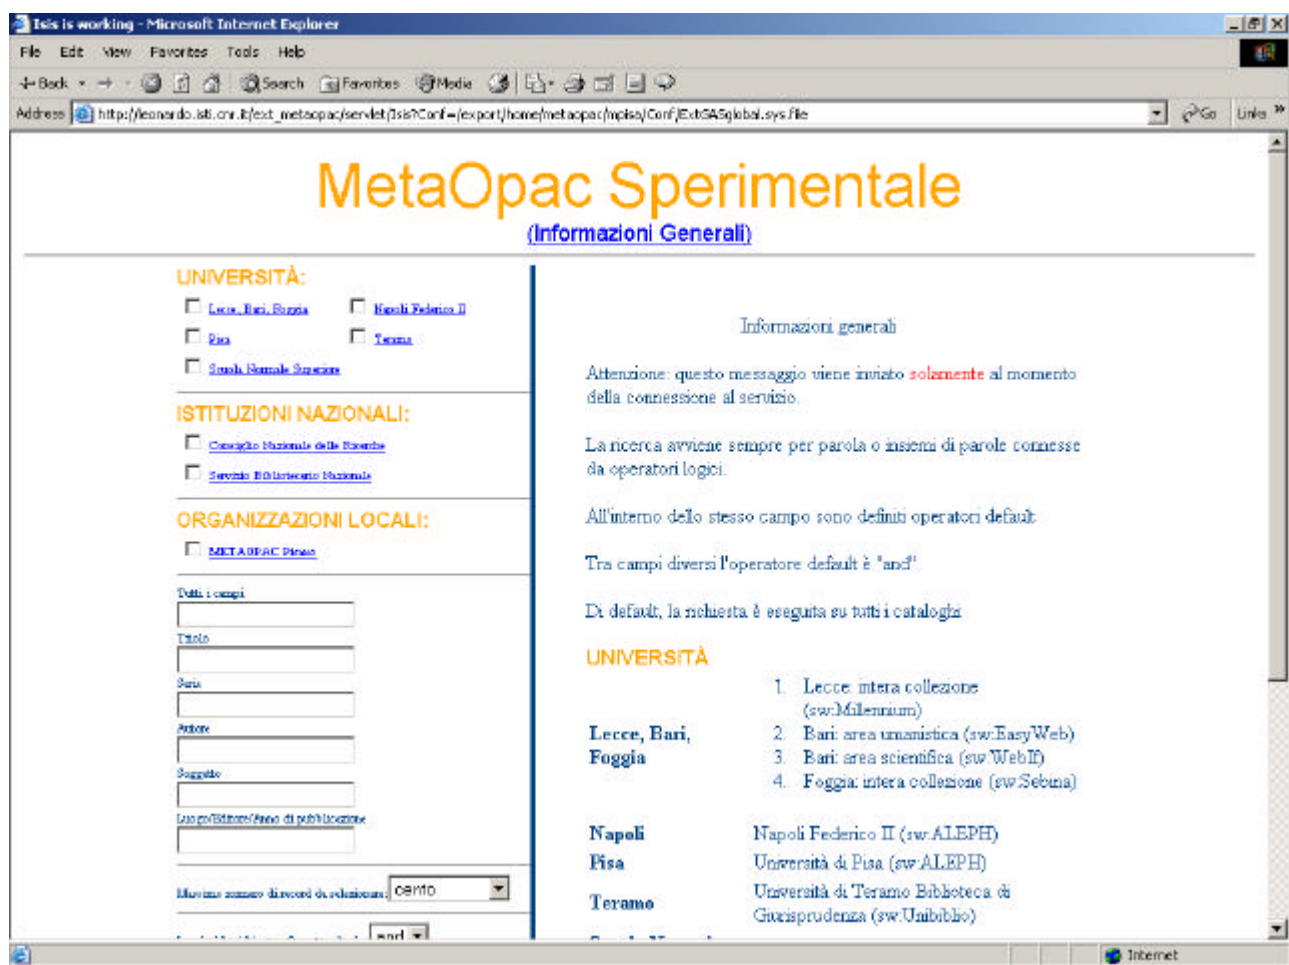 Isis is working - Microsoft Internet Explorer
File Edit View Favorites Tools Help
Back Search Favorites Media
Address http://leonardo.isti.cnr.it/ext_metaopac/servlet/Isis?Conf=/export/home/metaopac/mpisa/Conf/ExtGASglobal.sys.file Go Links »
MetaOpac Sperimentale
(Informazioni Generali)
UNIVERSITÀ:
Lecce, Bari, Foggia Napoli Federico II
Pisa Teramo
Scuola Normale Superiore
ISTITUZIONI NAZIONALI:
Consiglio Nazionale delle Ricerche
Servizio Bibliotecario Nazionale
ORGANIZZAZIONI LOCALI:
METAOPAC Pisano
Tutti i campi
Titolo
Serie
Autore
Soggetto
Luogo/Editore/Anno di pubblicazione
Massimo numero di record da selezionare: cento
and
Informazioni generali
Attenzione: questo messaggio viene inviato solamente al momento
della connessione al servizio.
La ricerca avviene sempre per parola o insiemi di parole connesse
da operatori logici.
All'interno dello stesso campo sono definiti operatori default
Tra campi diversi l'operatore default è "and"
Di default, la richiesta è eseguita su tutti i cataloghi
UNIVERSITÀ
Lecce, Bari,
Foggia
1. Lecce: intera collezione
(sw:Millennium)
2. Bari: area umanistica (sw:EasyWeb)
3. Bari: area scientifica (sw:WebIf)
4. Foggia: intera collezione (sw:Sebina)
Napoli Napoli Federico II (sw:ALEPH)
Pisa Università di Pisa (sw:ALEPH)
Teramo Università di Teramo Biblioteca di
Giurisprudenza (sw:Unibiblio)
Internet